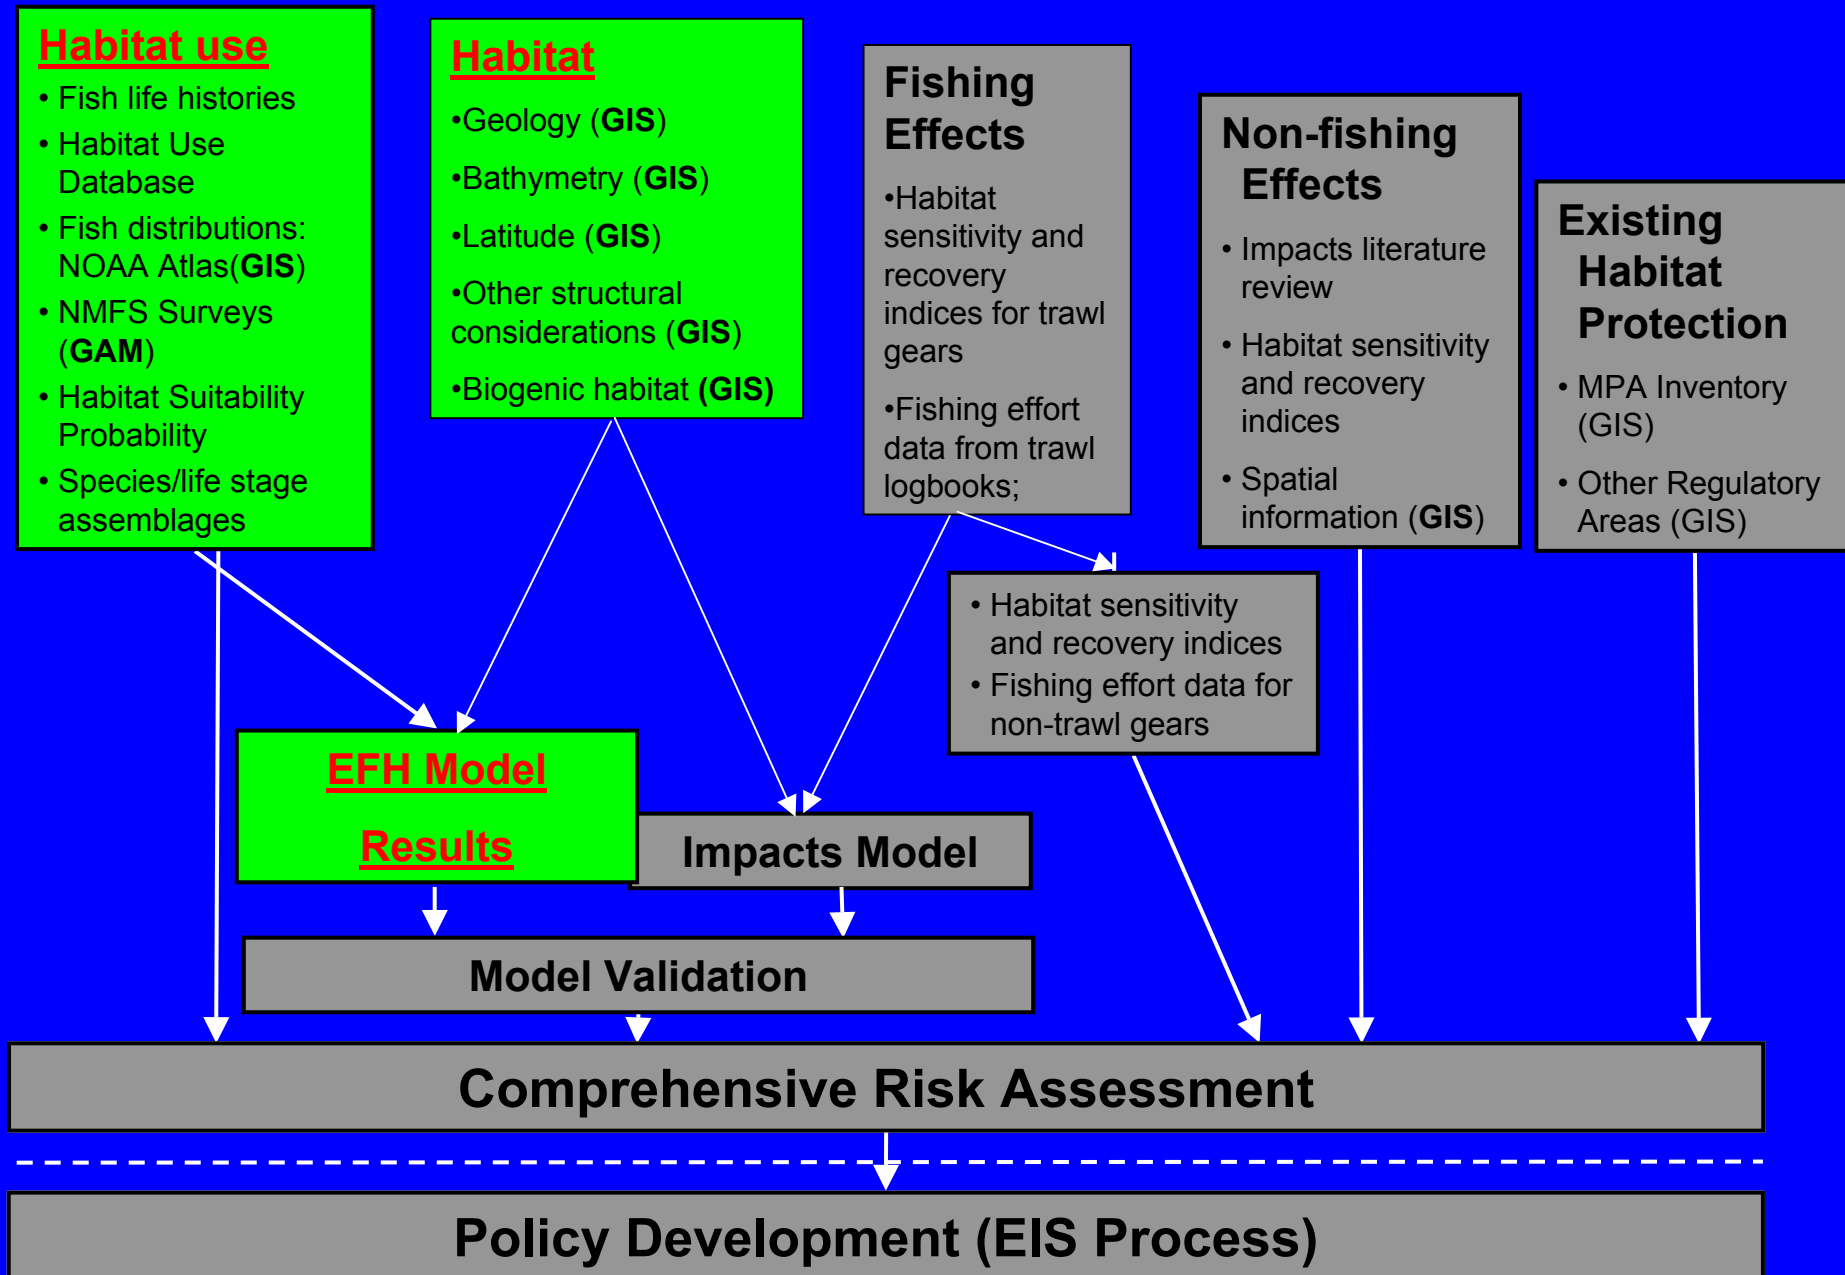 Habitat use
• Fish life histories
• Habitat Use
Database
• Fish distributions:
NOAA Atlas(GIS)
• NMFS Surveys
(GAM)
• Habitat Suitability
Probability
• Species/life stage
assemblages
Habitat
•Geology (GIS)
•Bathymetry (GIS)
•Latitude (GIS)
•Other structural
considerations (GIS)
•Biogenic habitat (GIS)
Fishing
Effects
•Habitat
sensitivity and
recovery
indices for trawl
gears
•Fishing effort
data from trawl
logbooks;
Non-fishing
Effects
• Impacts literature
review
• Habitat sensitivity
and recovery
indices
• Spatial
information (GIS)
Existing
Habitat
Protection
• MPA Inventory
(GIS)
• Other Regulatory
Areas (GIS)
• Habitat sensitivity
and recovery indices
• Fishing effort data for
non-trawl gears
EFH Model
Results
Impacts Model
Model Validation
Comprehensive Risk Assessment
Policy Development (EIS Process)